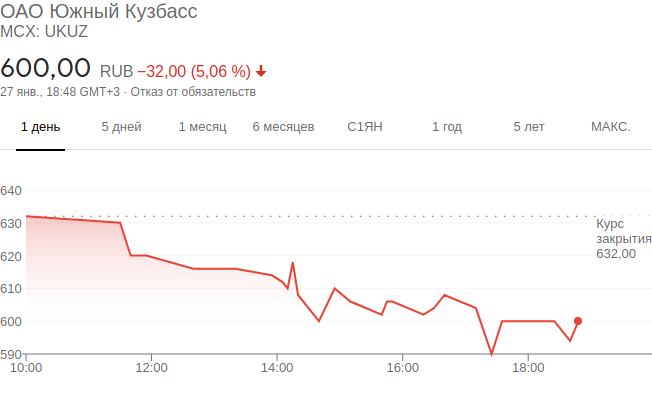 ОАО Южный Кузбасс
MCX: UKUZ
600,00 RUB −32,00 (5,06 %)
27 янв., 18:48 GMT+3 · Отказ от обязательств
1 день 5 дней 1 месяц 6 месяцев С1ЯН 1 год 5 лет МАКС.
640
630
620
610
600
590
Курс
закрытия
632,00
10:00 12:00 14:00 16:00 18:00